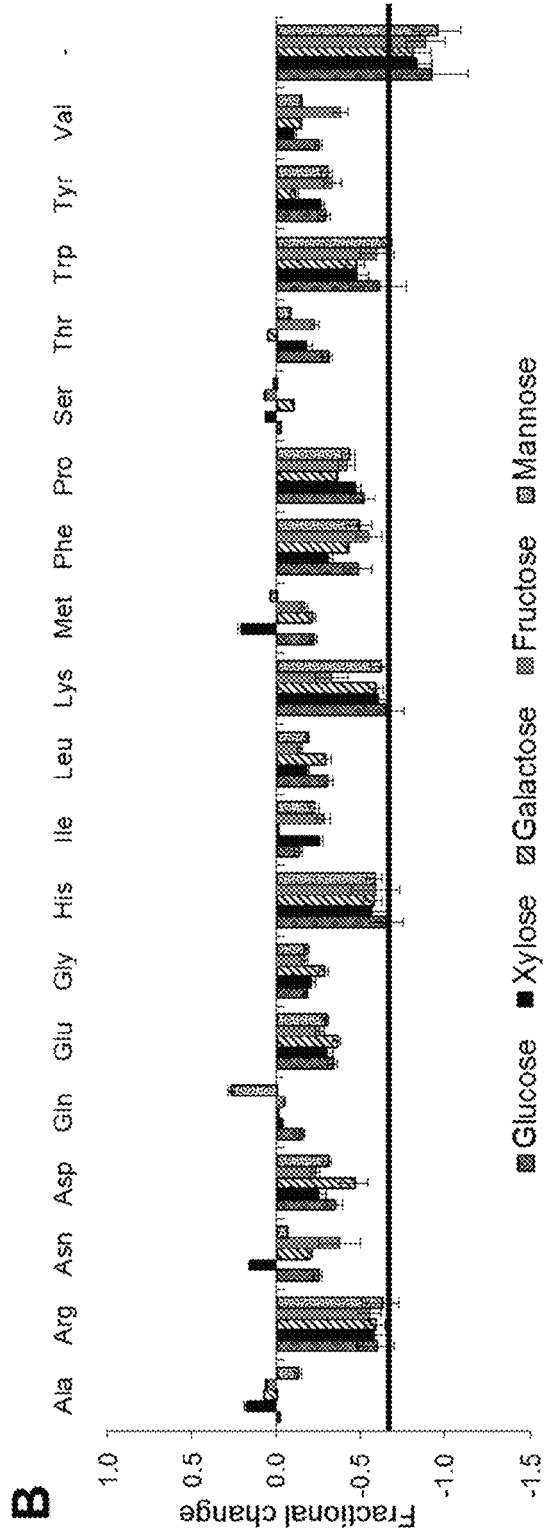 B
Ala Arg Asn Asp Gln Glu Gly His Ile Leu Lys Met Phe Pro Ser Thr Trp Tyr Val -
1.0
0.5
0.0
-0.5
-1.0
-1.5
Fractional change
Glucose Xylose Galactose Fructose Mannose